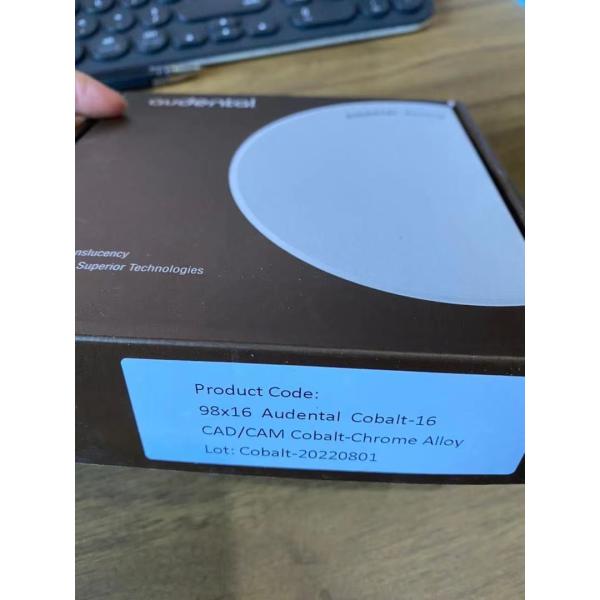 audental
nslucency
Superior Technologies
Product Code:
98x16 Audental Cobalt-16
CAD/CAM Cobalt-Chrome Alloy
Lot: Cobalt-20220801